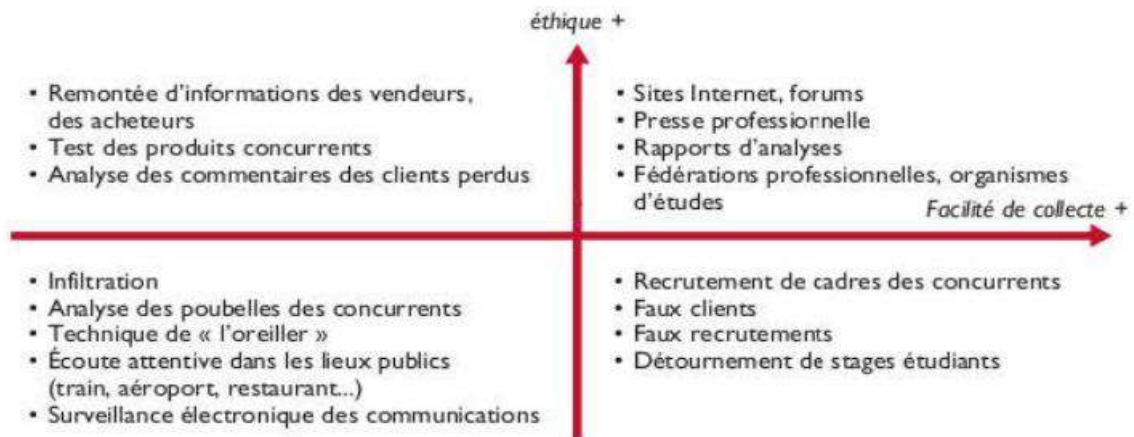 éthique +
• Remontée d'informations des vendeurs,
des acheteurs
• Test des produits concurrents
• Analyse des commentaires des clients perdus
• Sites Internet, forums
• Presse professionnelle
• Rapports d'analyses
• Fédérations professionnelles, organismes
d'études
Facilité de collecte +
• Infiltration
• Analyse des poubelles des concurrents
• Technique de « l'oreiller »
• Écoute attentive dans les lieux publics
(train, aéroport, restaurant...)
• Surveillance électronique des communications
• Recrutement de cadres des concurrents
• Faux clients
• Faux recrutements
• Détournement de stages étudiants